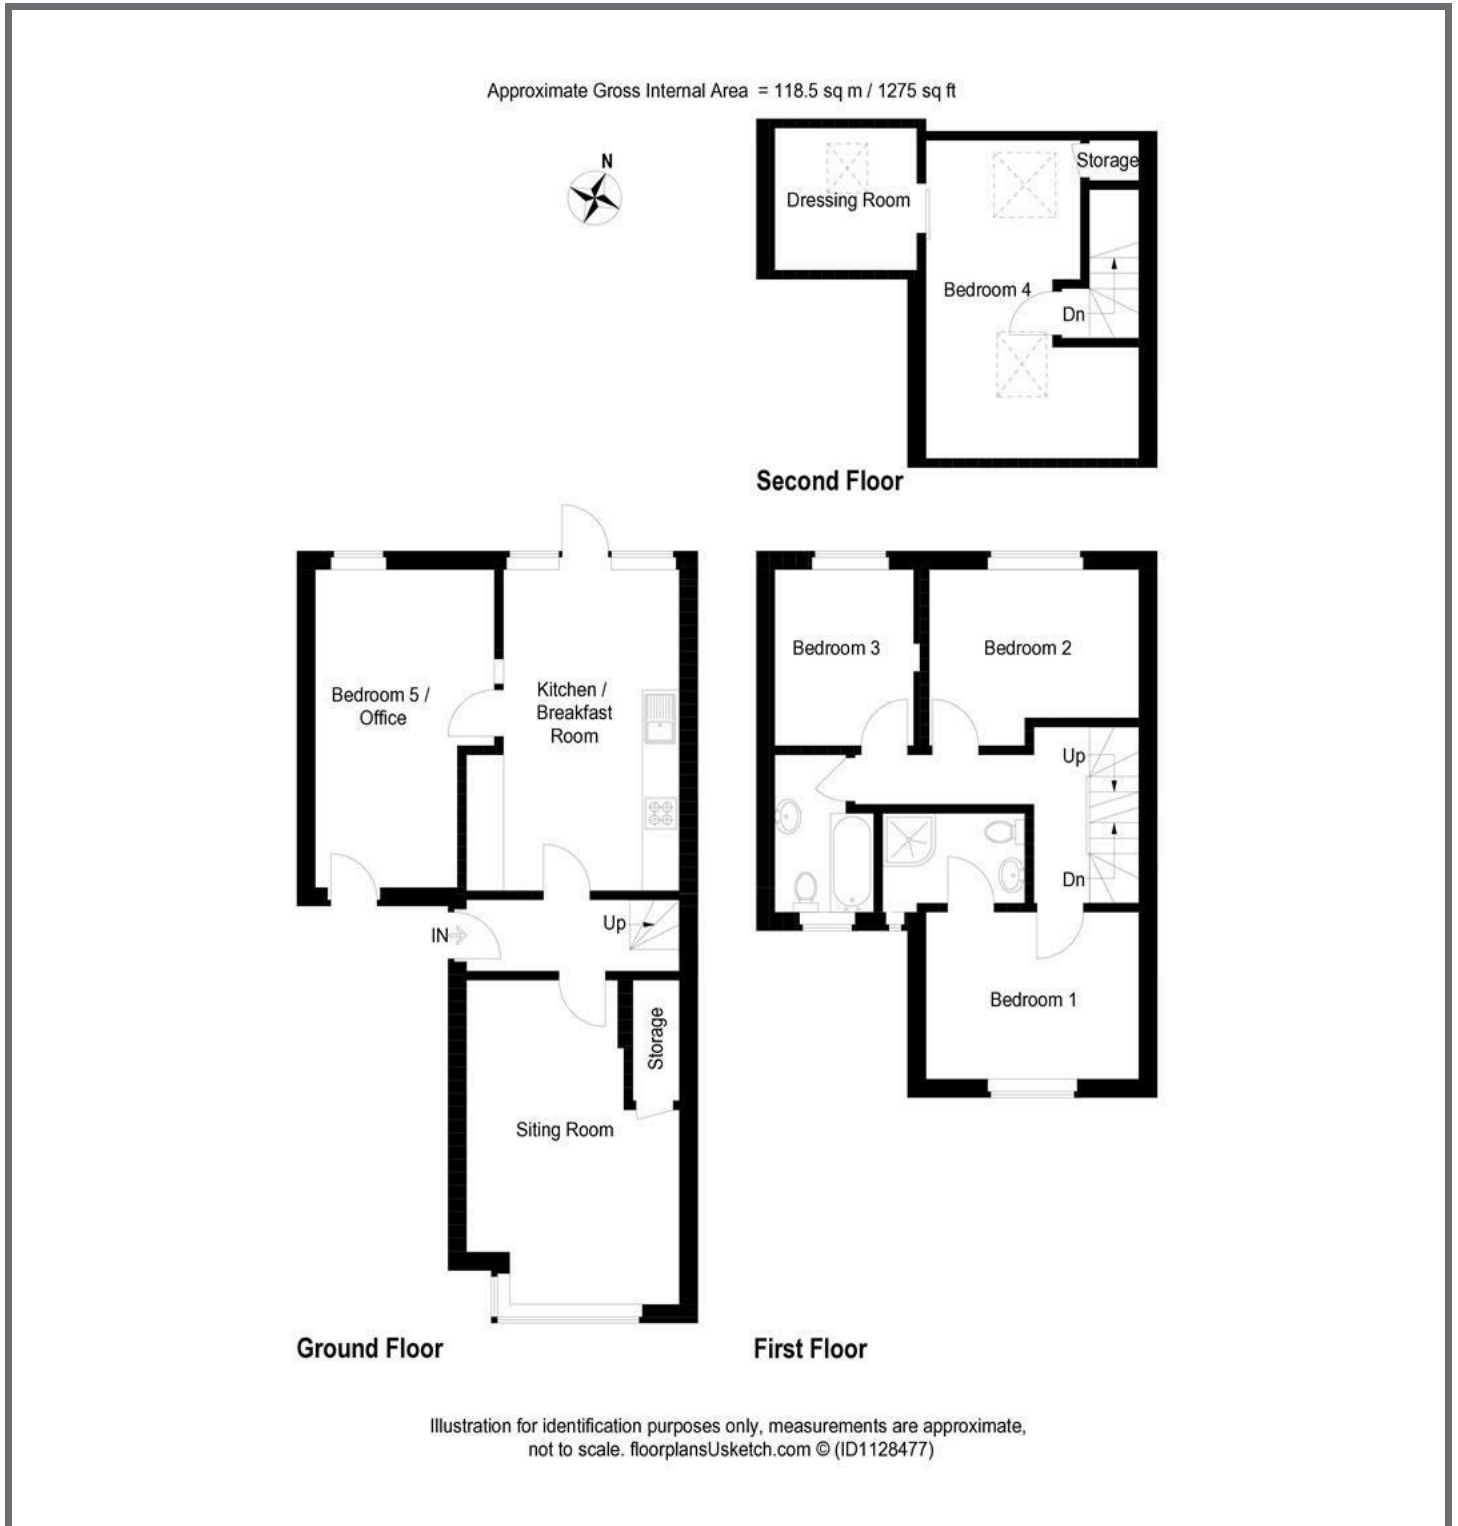 Approximate Gross Internal Area = 118.5 sq m / 1275 sq ft
N
Storage
Dressing Room
Bedroom 4
Dn
Second Floor
Bedroom 5 /
Office
Kitchen /
Breakfast
Room
IN
Up
Storage
Siting Room
Ground Floor
Bedroom 3
Bedroom 2
Up
Dn
Bedroom 1
First Floor
Illustration for identification purposes only, measurements are approximate,
not to scale. floorplansUsketch.com © (ID1128477)